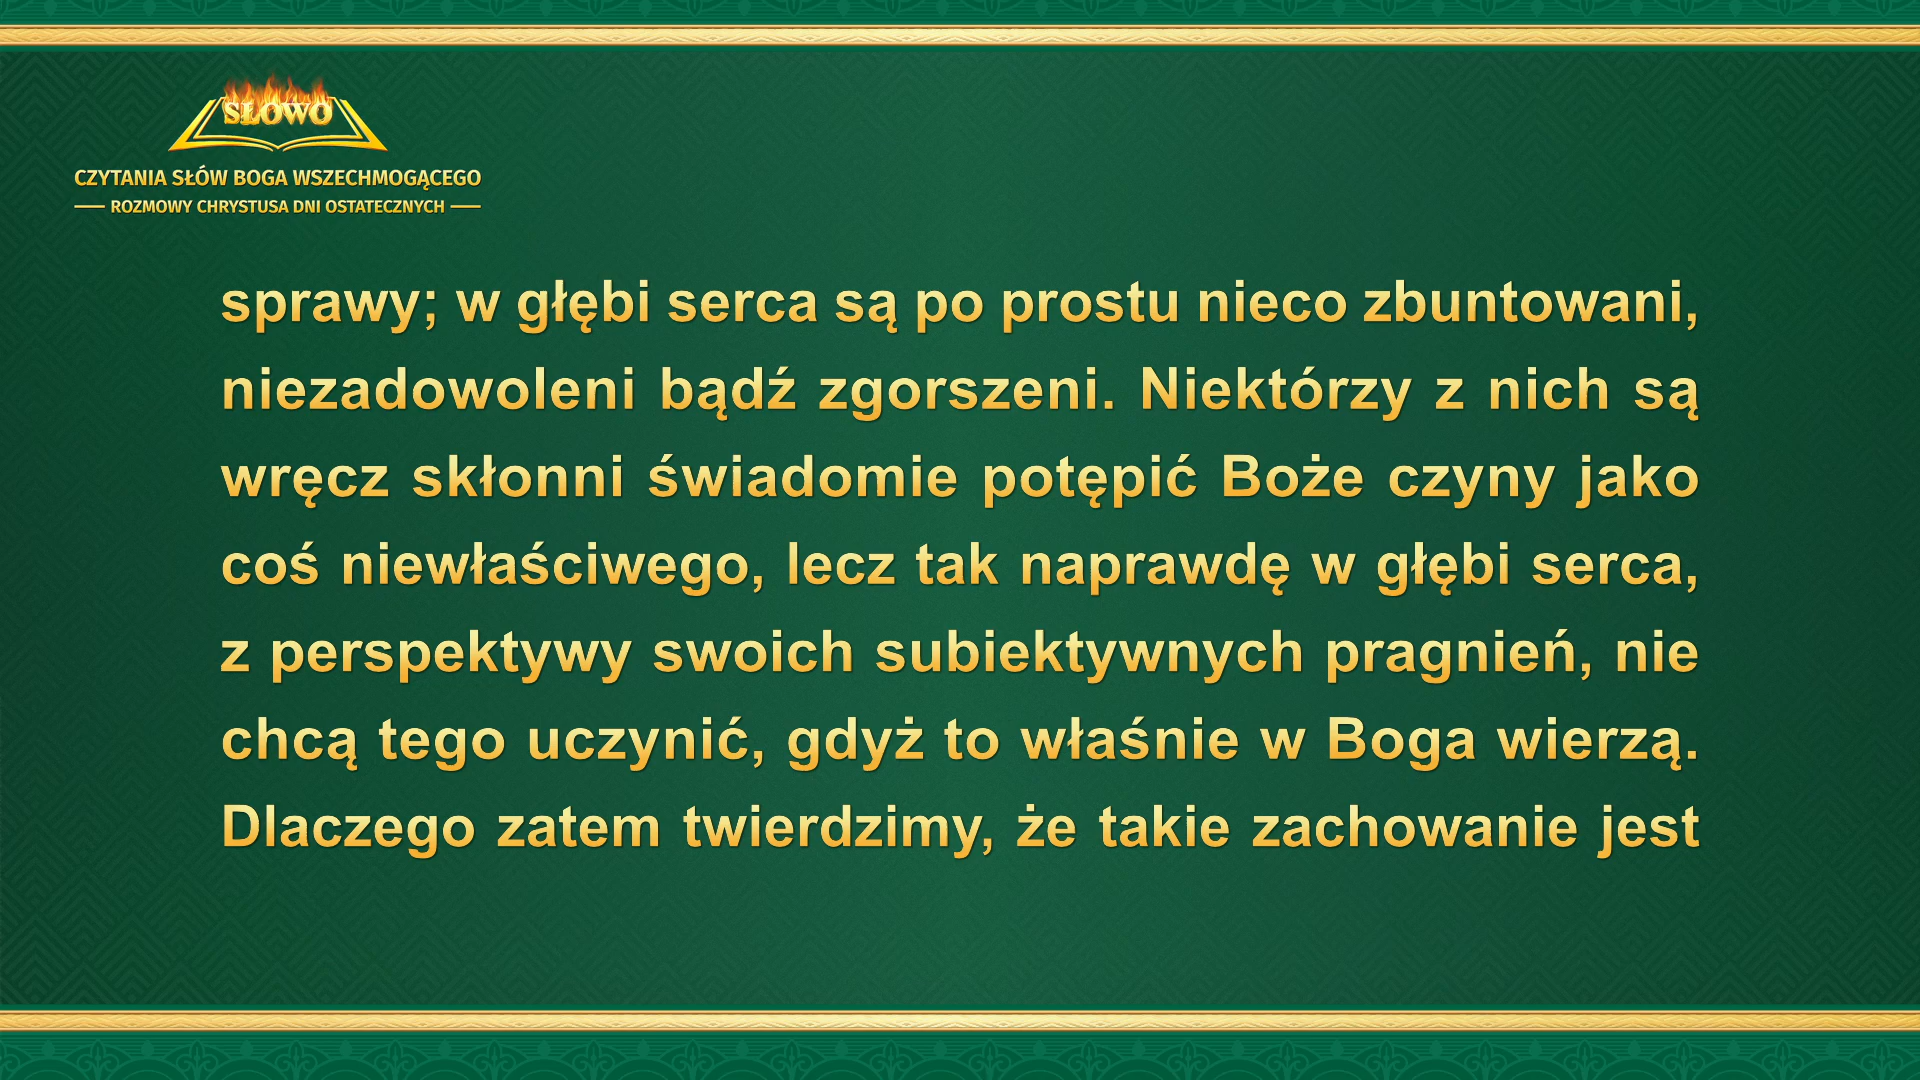 SŁOWO
CZYTANIA SŁÓW BOGA WSZECHMOGĄCEGO
ROZMOWY CHRYSTUSA DNI OSTATECZNYCH
sprawy; w głębi serca są po prostu nieco zbuntowani,
niezadowoleni bądź zgorszeni. Niektórzy z nich są
wręcz skłonni świadomie potępić Boże czyny jako
coś niewłaściwego, lecz tak naprawdę w głębi serca,
z perspektywy swoich subiektywnych pragnień, nie
chcą tego uczynić, gdyż to właśnie w Boga wierzą.
Dlaczego zatem twierdzimy, że takie zachowanie jest